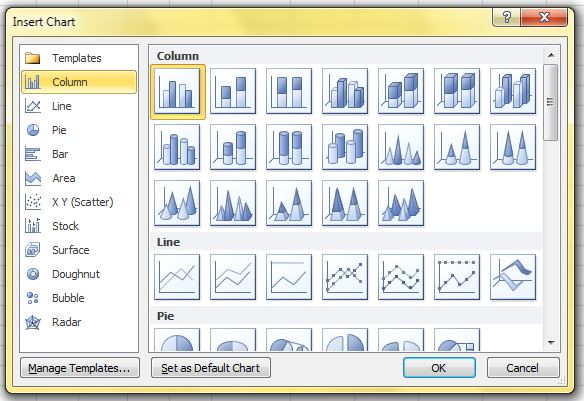 Insert Chart
Templates
Column
Line
Pie
Bar
Area
X Y (Scatter)
Stock
Surface
Doughnut
Bubble
Radar
Column
Line
Pie
Manage Templates...
Set as Default Chart
OK
Cancel